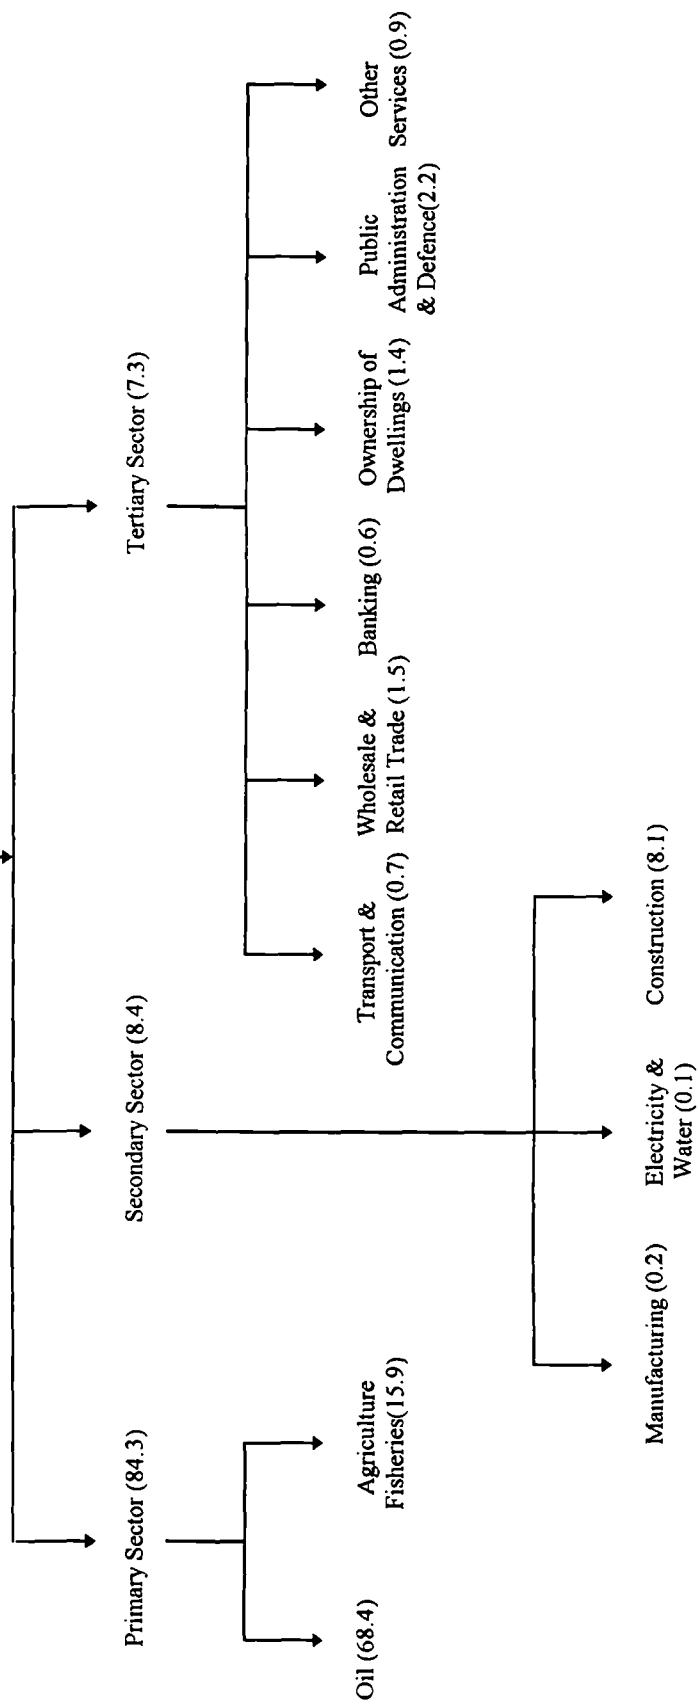 Primary Sector (84.3)
Secondary Sector (8.4)
Tertiary Sector (7.3)
Oil (68.4)
Agriculture
Fisheries(15.9)
Transport &
Communication (0.7)
Wholesale &
Retail Trade (1.5)
Banking (0.6)
Ownership of
Dwellings (1.4)
Public
Administration
& Defence(2.2)
Other
Services (0.9)
Manufacturing (0.2)
Electricity &
Water (0.1)
Construction (8.1)